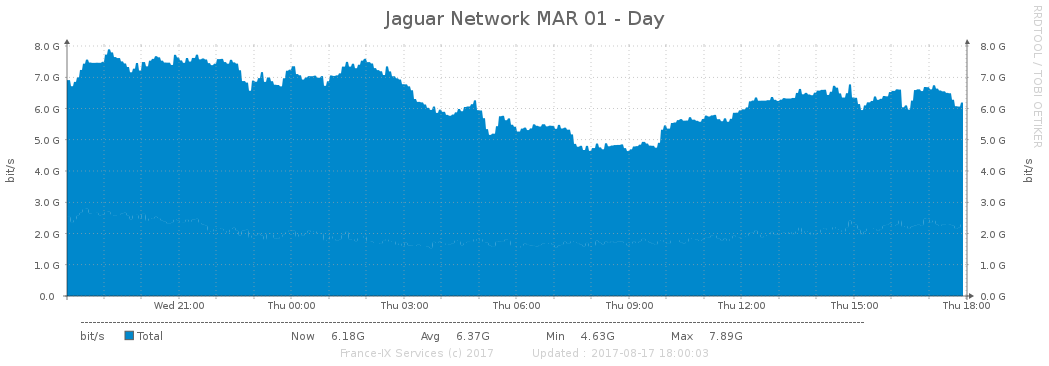 Jaguar Network MAR 01 - Day
RRDTOOL / TOBI OETIKER
8.0 G 8.0 G
7.0 G 7.0 G
6.0 G 6.0 G
5.0 G 5.0 G
4.0 G 4.0 G
3.0 G 3.0 G
2.0 G 2.0 G
1.0 G 1.0 G
0.0 0.0 G
bit/s bit/s
Wed 21:00 Thu 00:00 Thu 03:00 Thu 06:00 Thu 09:00 Thu 12:00 Thu 15:00 Thu 18:00
bit/s Total Now 6.18G Avg 6.37G Min 4.63G Max 7.89G
France-IX Services (c) 2017 Updated : 2017-08-17 18:00:03